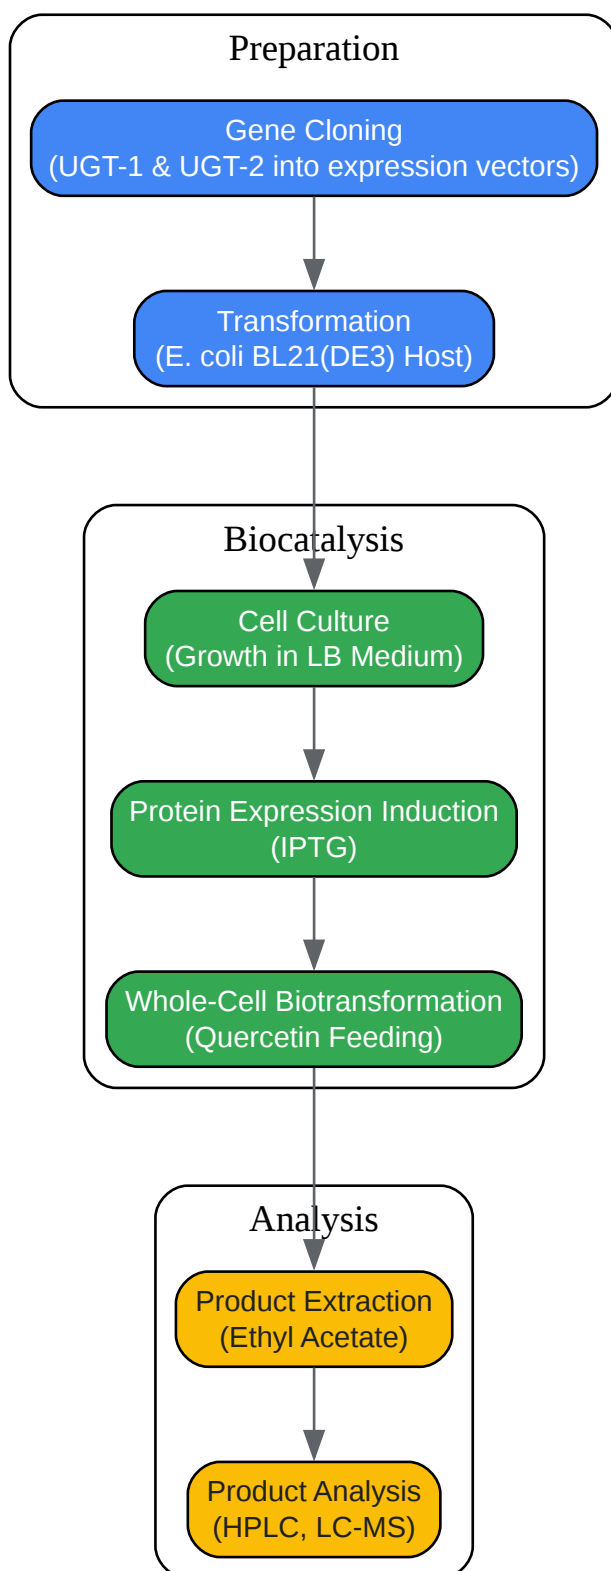 Preparation
Gene Cloning
(UGT-1 & UGT-2 into expression vectors)
Transformation
(E. coli BL21(DE3) Host)
Biocatalysis
Cell Culture
(Growth in LB Medium)
Protein Expression Induction
(IPTG)
Whole-Cell Biotransformation
(Quercetin Feeding)
Analysis
Product Extraction
(Ethyl Acetate)
Product Analysis
(HPLC, LC-MS)